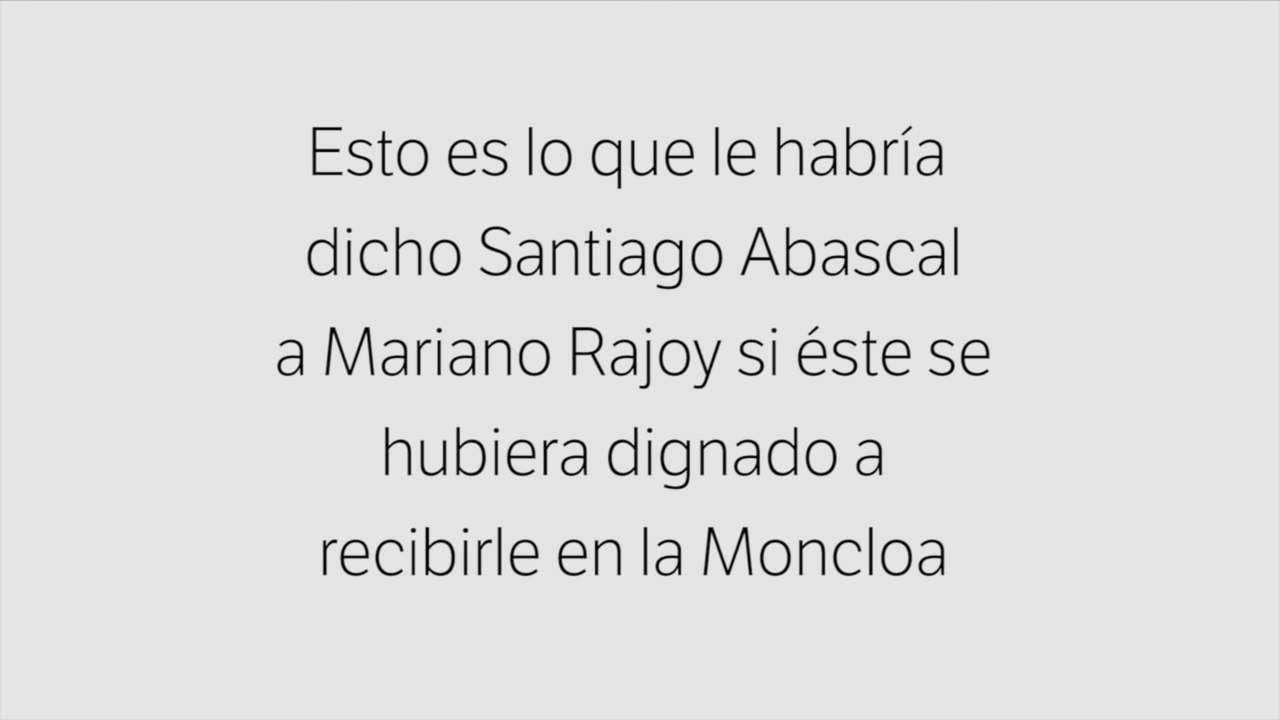 Esto es lo que le habría
dicho Santiago Abascal
a Mariano Rajoy si éste se
hubiera dignado a
recibirle en la Moncloa